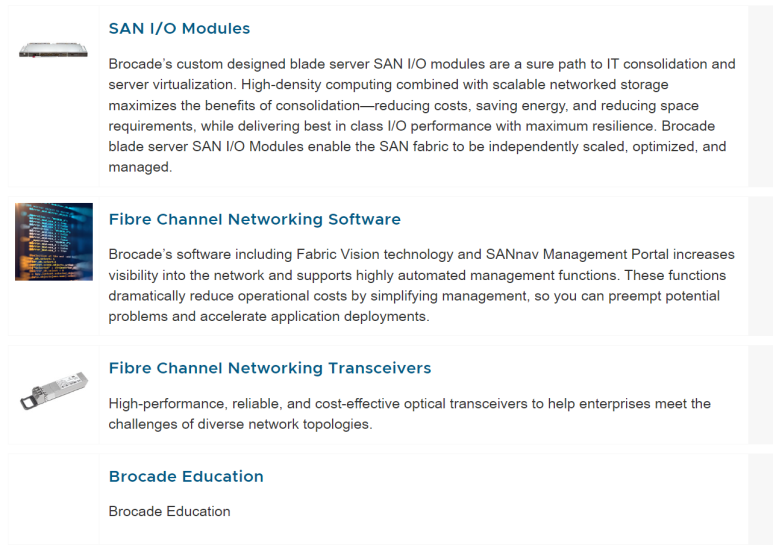 SAN I/O Modules
Brocade’s custom designed blade server SAN I/O modules are a sure path to IT consolidation and
server virtualization. High-density computing combined with scalable networked storage
maximizes the benefits of consolidation—reducing costs, saving energy, and reducing space
requirements, while delivering best in class I/O performance with maximum resilience. Brocade
blade server SAN I/O Modules enable the SAN fabric to be independently scaled, optimized, and
managed.
Fibre Channel Networking Software
Brocade’s software including Fabric Vision technology and SANnav Management Portal increases
visibility into the network and supports highly automated management functions. These functions
dramatically reduce operational costs by simplifying management, so you can preempt potential
problems and accelerate application deployments.
Fibre Channel Networking Transceivers
High-performance, reliable, and cost-effective optical transceivers to help enterprises meet the
challenges of diverse network topologies.
Brocade Education
Brocade Education